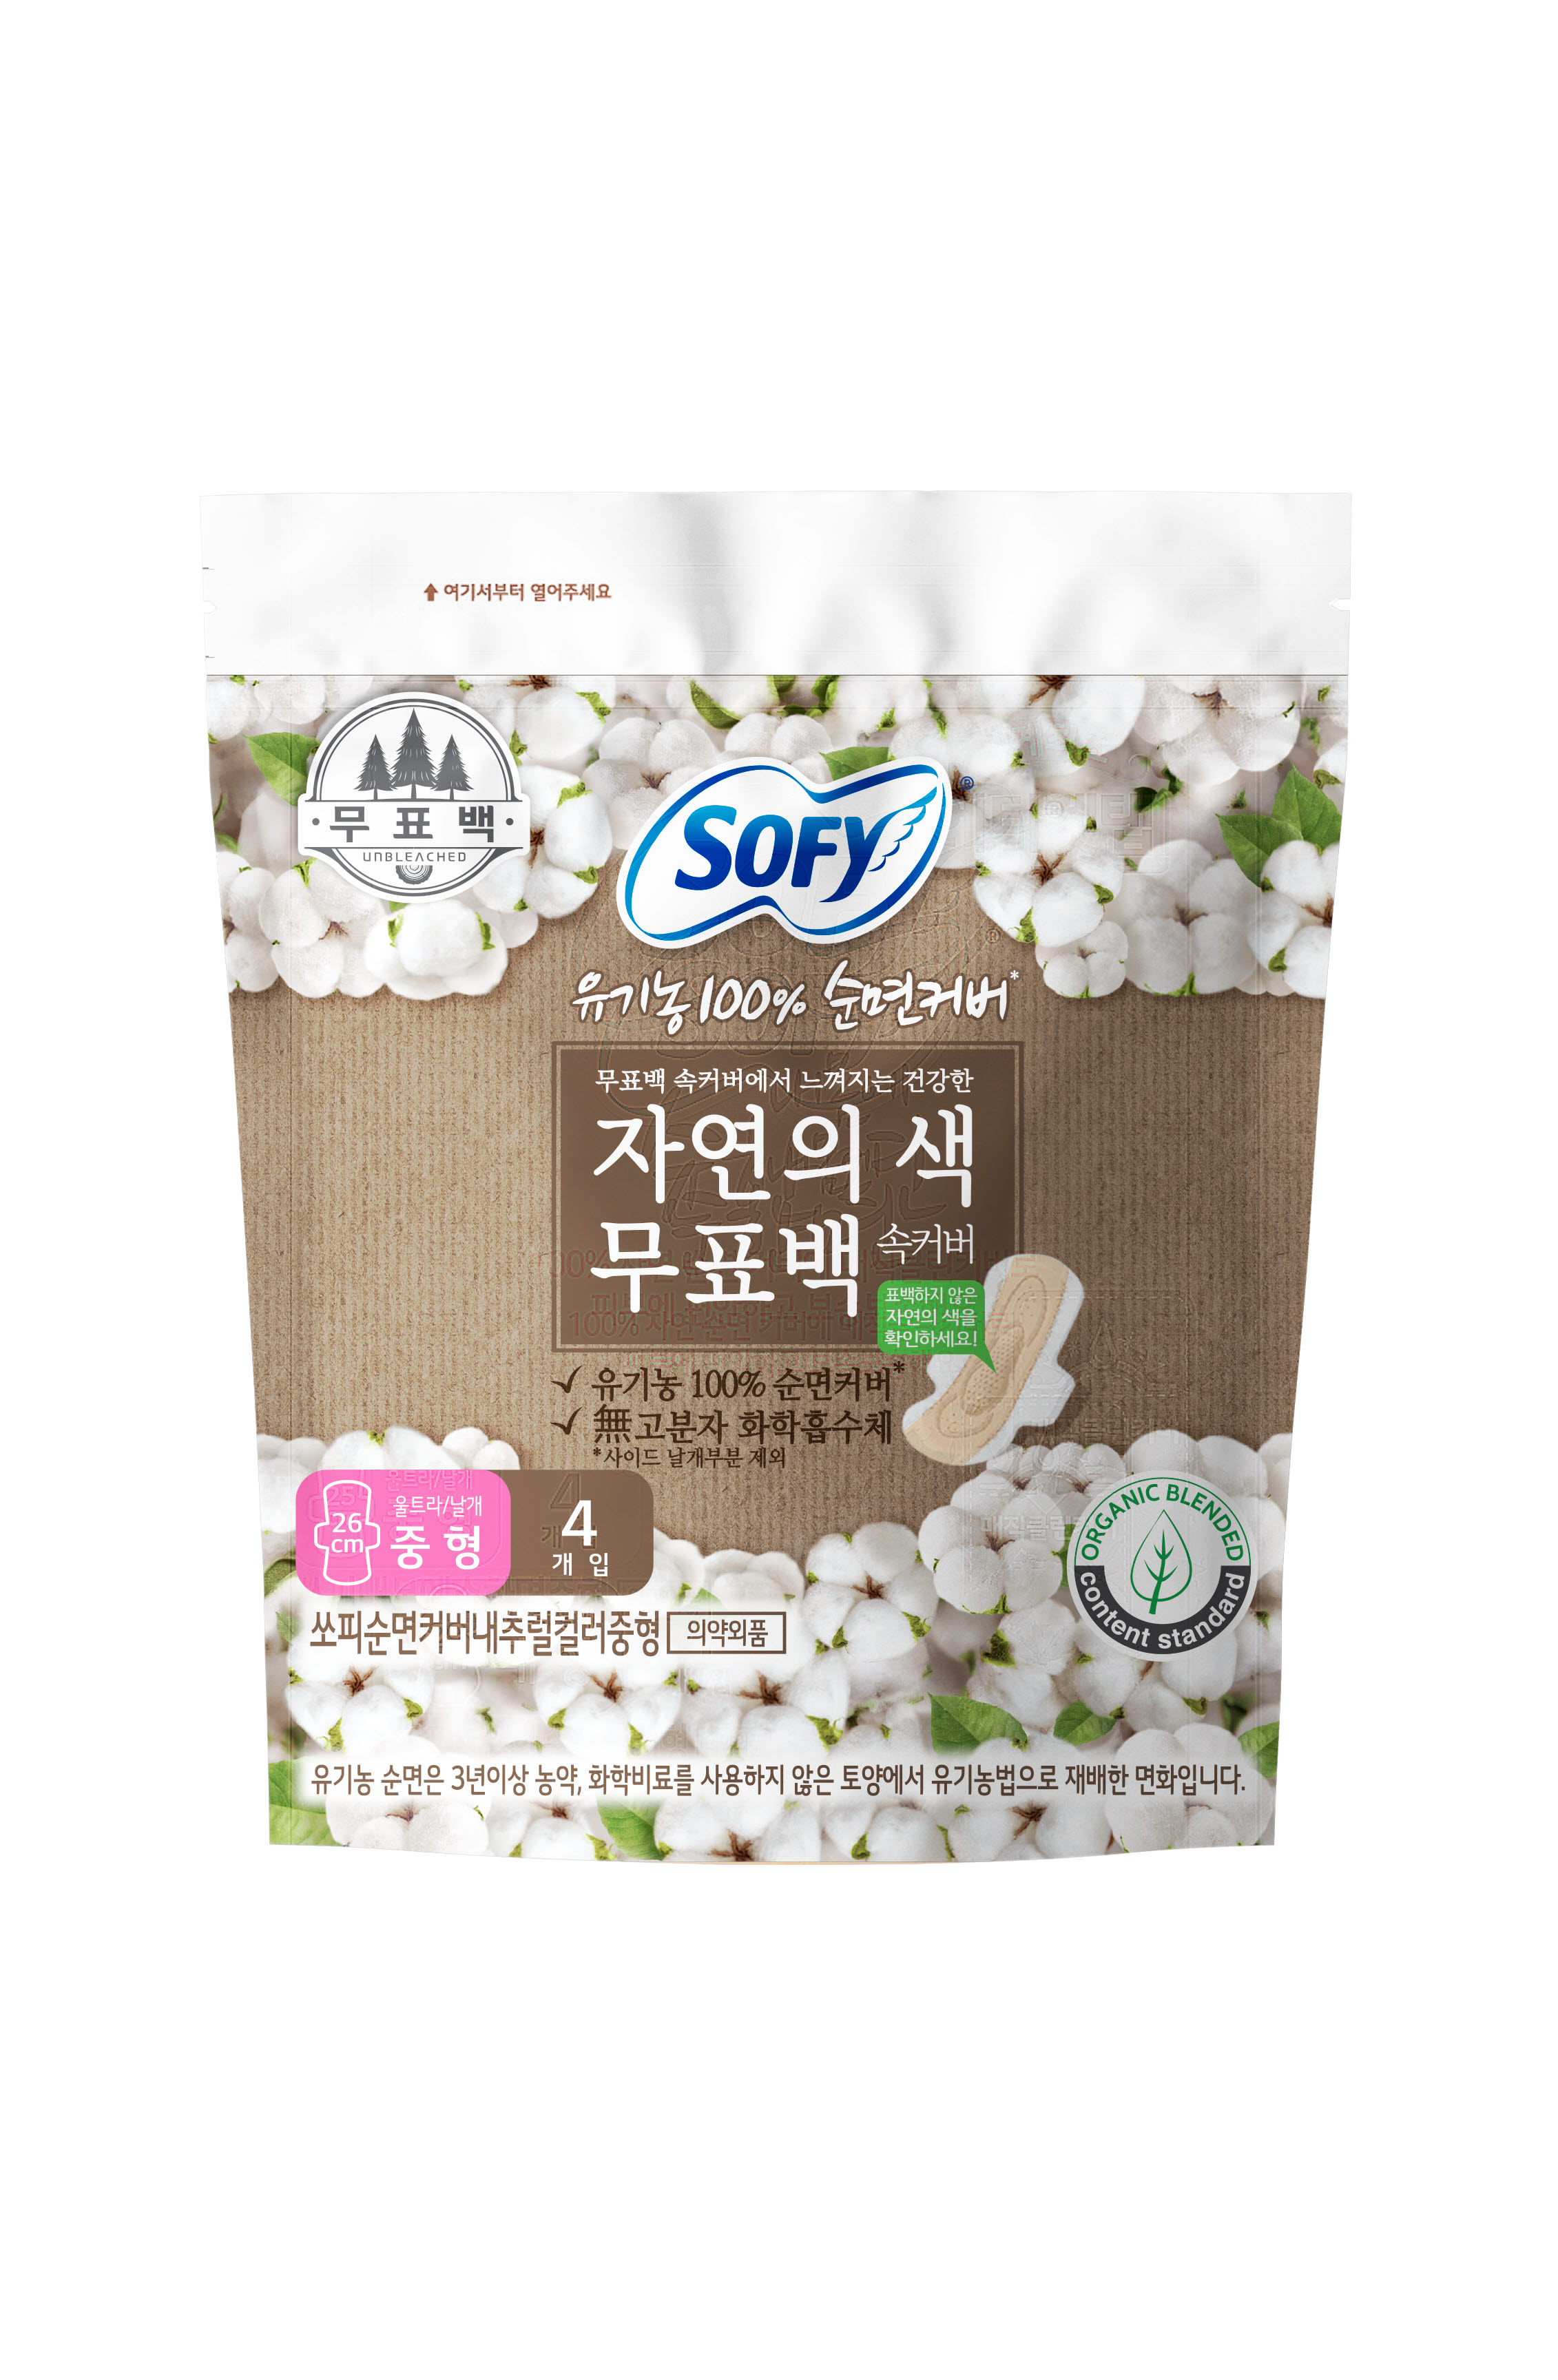 여기서부터 열어주세요
무표백
UNBLEACHED
SOFY®
유기농 100% 순면커버*
무표백 속커버에서 느껴지는 건강한
자연의 색
무표백 속커버
표백하지 않은
자연의 색을
확인하세요!
유기농 100% 순면커버*
無고분자 화학흡수체
*사이드 날개부분 제외
26
cm
울트라/날개
중형
4
개입
쏘피순면커버내추럴컬러중형 의약외품
ORGANIC BLENDED
content standard
유기농 순면은 3년이상 농약, 화학비료를 사용하지 않은 토양에서 유기농법으로 재배한 면화입니다.